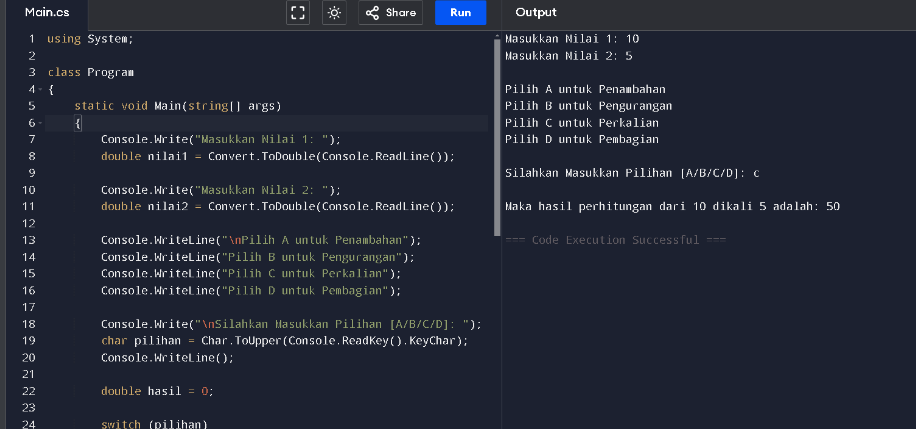 Main.cs
Share
Run
Output
1 using System;
2
3 class Program
4 {
5 static void Main(string[] args)
6 {
7 Console.Write("Masukkan Nilai 1: ");
8 double nilai1 = Convert.ToDouble(Console.ReadLine());
9
10 Console.Write("Masukkan Nilai 2: ");
11 double nilai2 = Convert.ToDouble(Console.ReadLine());
12
13 Console.WriteLine("\nPilih A untuk Penambahan");
14 Console.WriteLine("Pilih B untuk Pengurangan");
15 Console.WriteLine("Pilih C untuk Perkalian");
16 Console.WriteLine("Pilih D untuk Pembagian");
17
18 Console.Write("\nSilahkan Masukkan Pilihan [A/B/C/D]: ");
19 char pilihan = Char.ToUpper(Console.ReadKey().KeyChar);
20 Console.WriteLine();
21
22 double hasil = 0;
23
24 switch (pilihan)
Masukkan Nilai 1: 10
Masukkan Nilai 2: 5
Pilih A untuk Penambahan
Pilih B untuk Pengurangan
Pilih C untuk Perkalian
Pilih D untuk Pembagian
Silahkan Masukkan Pilihan [A/B/C/D]: c
Maka hasil perhitungan dari 10 dikali 5 adalah: 50
=== Code Execution Successful ===